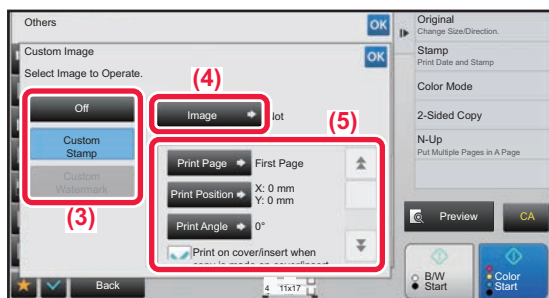 Others
OK
Custom Image
OK
Select Image to Operate.
(4)
Off
Image
(5)
Custom
Stamp
Custom
Watermark
(3)
Print Page
First Page
Print Position
X: 0 mm
Y: 0 mm
Print Angle
0°
Print on cover/insert when
Back
4
11x17
Original
Change Size/Direction.
Stamp
Print Date and Stamp
Color Mode
2-Sided Copy
N-Up
Put Multiple Pages in A Page
Preview
CA
B/W
Start
Color
Start